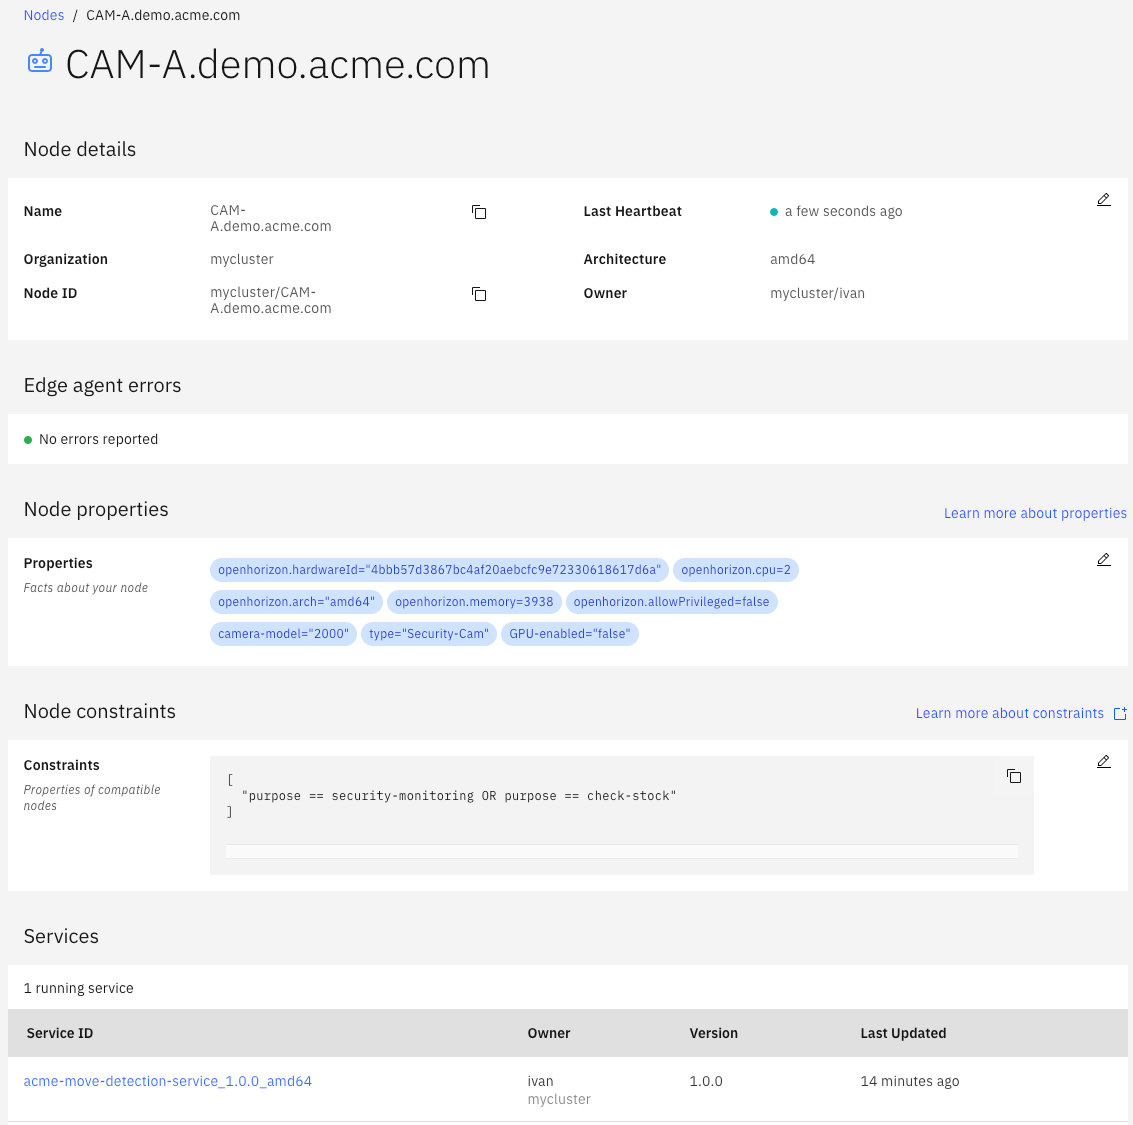 Nodes / CAM-A.demo.acme.com
CAM-A.demo.acme.com
Node details
Name
CAM-
A.demo.acme.com
Last Heartbeat
a few seconds ago
Organization
mycluster
Architecture
amd64
Node ID
mycluster/CAM-
A.demo.acme.com
Owner
mycluster/ivan
Edge agent errors
No errors reported
Node properties
Learn more about properties
Properties
Facts about your node
openhorizon.hardwareId="4bbb57d3867bc4af20aebcfc9e72330618617d6a" openhorizon.cpu=2
openhorizon.arch="amd64" openhorizon.memory=3938 openhorizon.allowPrivileged=false
camera-model="2000" type="Security-Cam" GPU-enabled="false"
Node constraints
Learn more about constraints
Constraints
Properties of compatible
nodes
[
"purpose == security-monitoring OR purpose == check-stock"
]
Services
1 running service
Service ID Owner Version Last Updated
acme-move-detection-service_1.0.0_amd64 ivan 1.0.0 14 minutes ago
mycluster